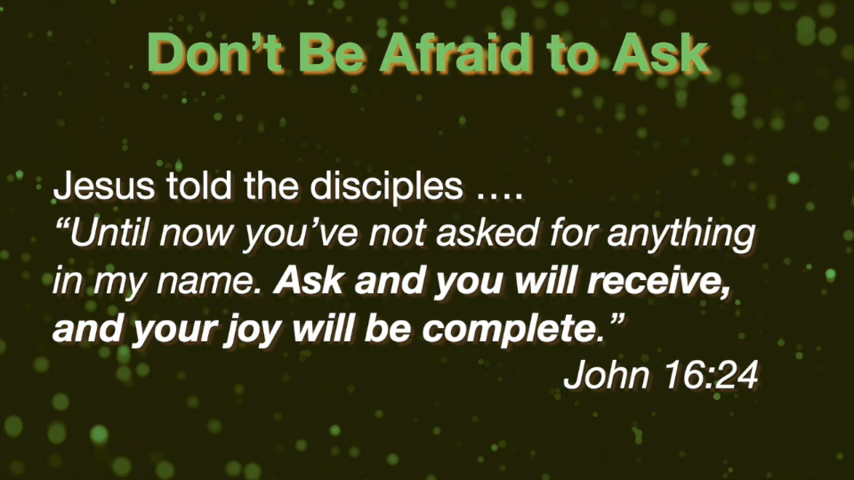 Don’t Be Afraid to Ask
Jesus told the disciples ….
“Until now you’ve not asked for anything
in my name. Ask and you will receive,
and your joy will be complete.”
John 16:24